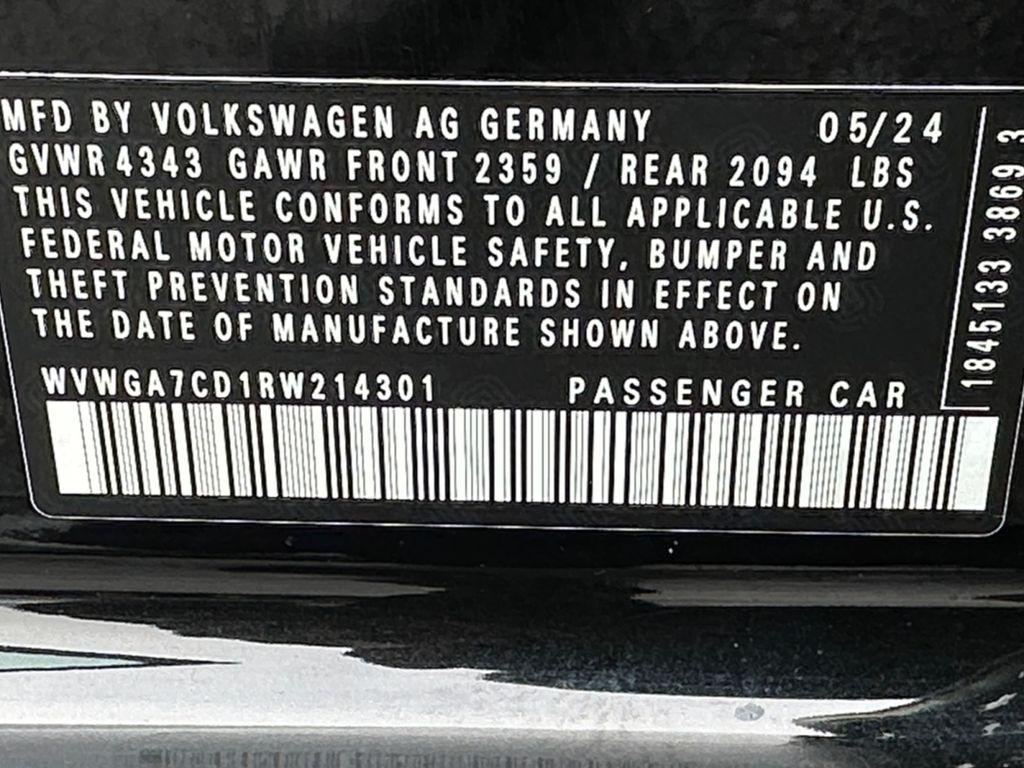 MFD BY VOLKSWAGEN AG GERMANY 05/24
GVWR 4343 GAWR FRONT 2359 / REAR 2094 LBS
THIS VEHICLE CONFORMS TO ALL APPLICABLE U.S.
FEDERAL MOTOR VEHICLE SAFETY, BUMPER AND
THEFT PREVENTION STANDARDS IN EFFECT ON
THE DATE OF MANUFACTURE SHOWN ABOVE.
WVWGA7CD1RW214301 PASSENGER CAR
1845133 3869 3